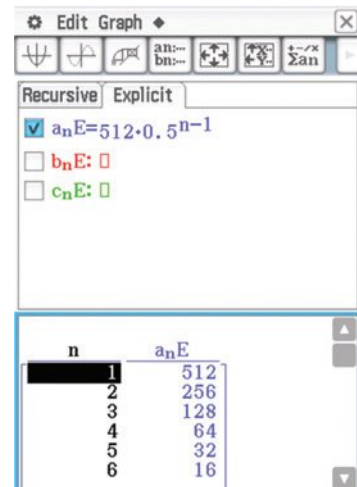 Edit Graph
an:...
bn:...
Σan
Recursive Explicit
aₙE=512·0.5ⁿ⁻¹
bₙE:
cₙE:
n aₙE
1 512
2 256
3 128
4 64
5 32
6 16